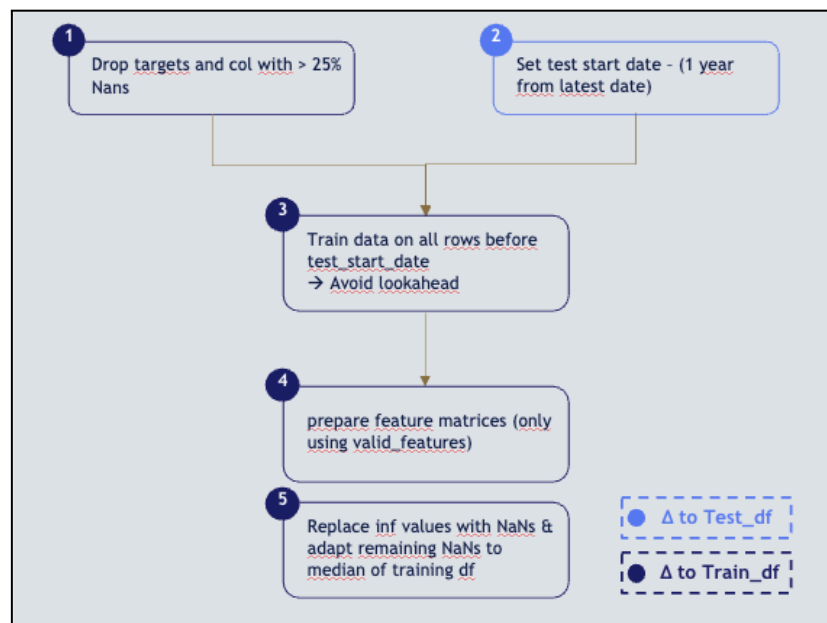 1
Drop targets and col with > 25%
Nans
2
Set test start date – (1 year
from latest date)
3
Train data on all rows before
test_start_date
→ Avoid lookahead
4
prepare feature matrices (only
using valid_features)
5
Replace inf values with NaNs &
adapt remaining NaNs to
median of training df
Δ to Test_df
Δ to Train_df